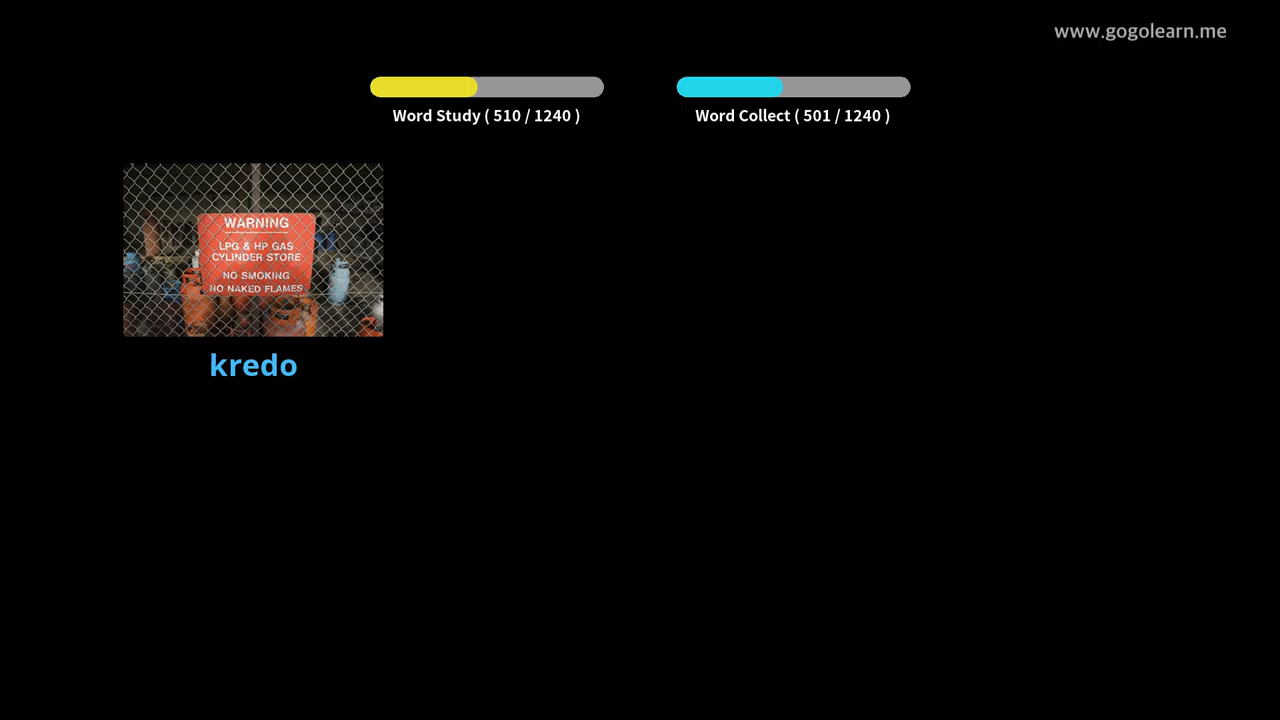 www.gogolearn.me
Word Study ( 510 / 1240 )
Word Collect ( 501 / 1240 )
WARNING
LPG & HP GAS
CYLINDER STORE
NO SMOKING
NO NAKED FLAMES
kredo